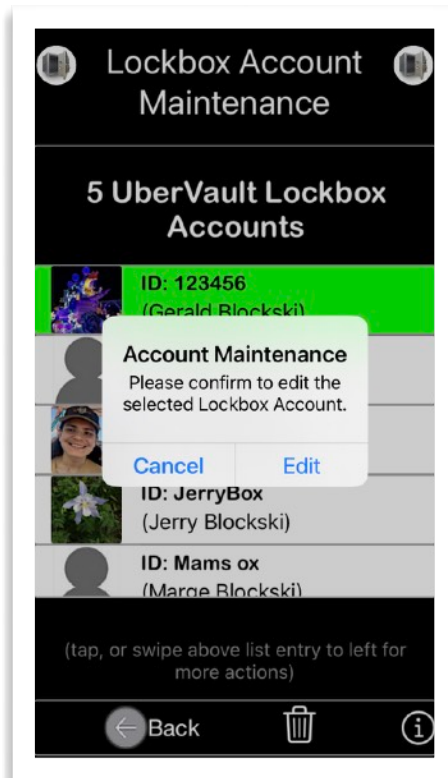 Lockbox Account
Maintenance
5 UberVault Lockbox
Accounts
ID: 123456
(Gerald Blockski)
Account Maintenance
Please confirm to edit the
selected Lockbox Account.
Cancel
Edit
ID: JerryBox
(Jerry Blockski)
ID: Mams ox
(Marge Blockski)
(tap, or swipe above list entry to left for
more actions)
Back